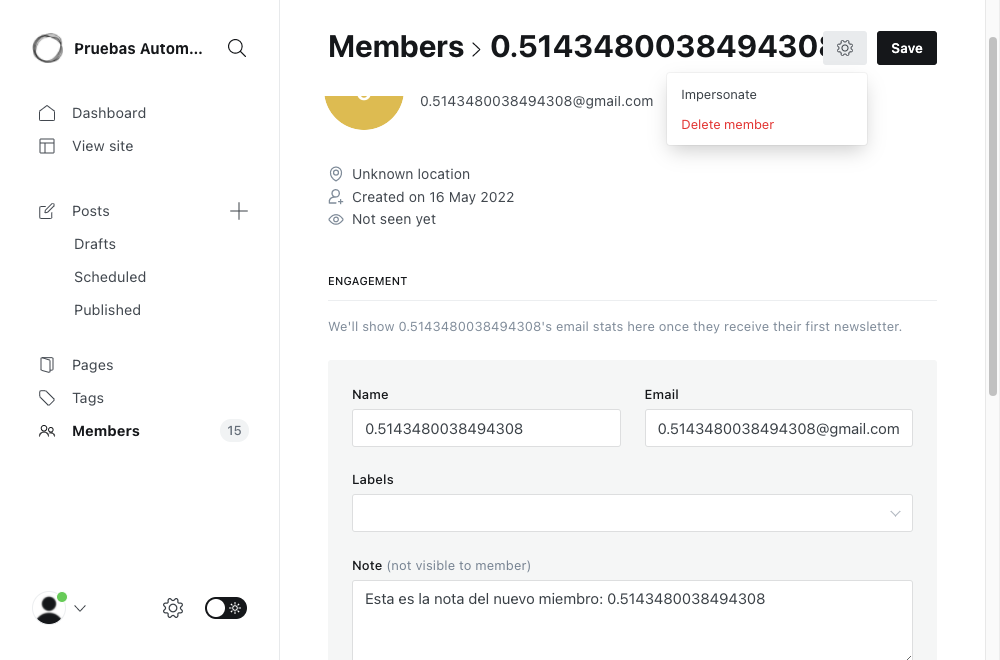 Pruebas Autom...
Dashboard
View site
Posts
Drafts
Scheduled
Published
Pages
Tags
Members 15
Members > 0.5143480038494308
Save
Impersonate
Delete member
0.5143480038494308@gmail.com
Unknown location
Created on 16 May 2022
Not seen yet
ENGAGEMENT
We'll show 0.5143480038494308's email stats here once they receive their first newsletter.
Name
0.5143480038494308
Email
0.5143480038494308@gmail.com
Labels
Note (not visible to member)
Esta es la nota del nuevo miembro: 0.5143480038494308